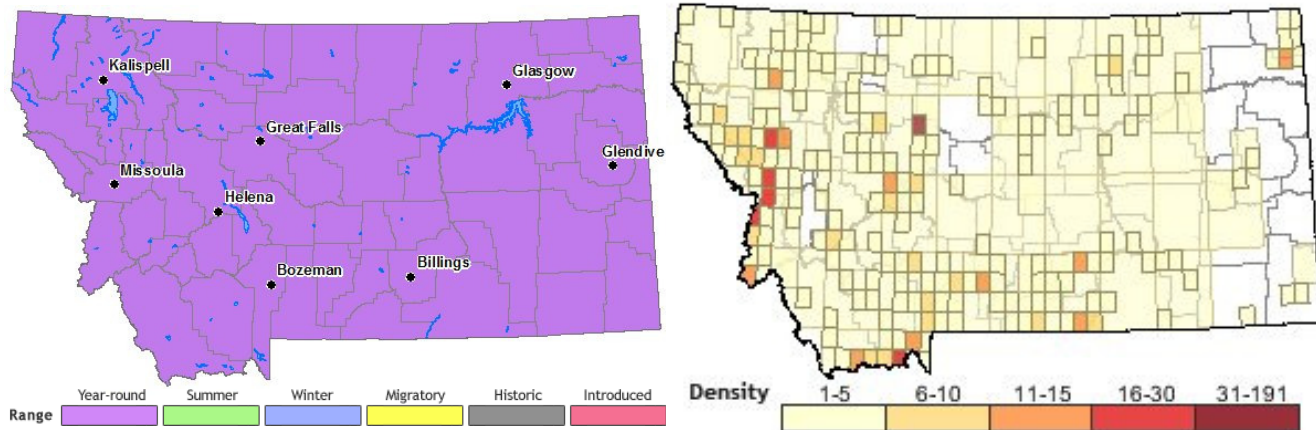 Kalispell
Glasgow
Great Falls
Glendive
Missoula
Helena
Bozeman
Billings
Range Year-round Summer Winter Migratory Historic Introduced
Density 1-5 6-10 11-15 16-30 31-191